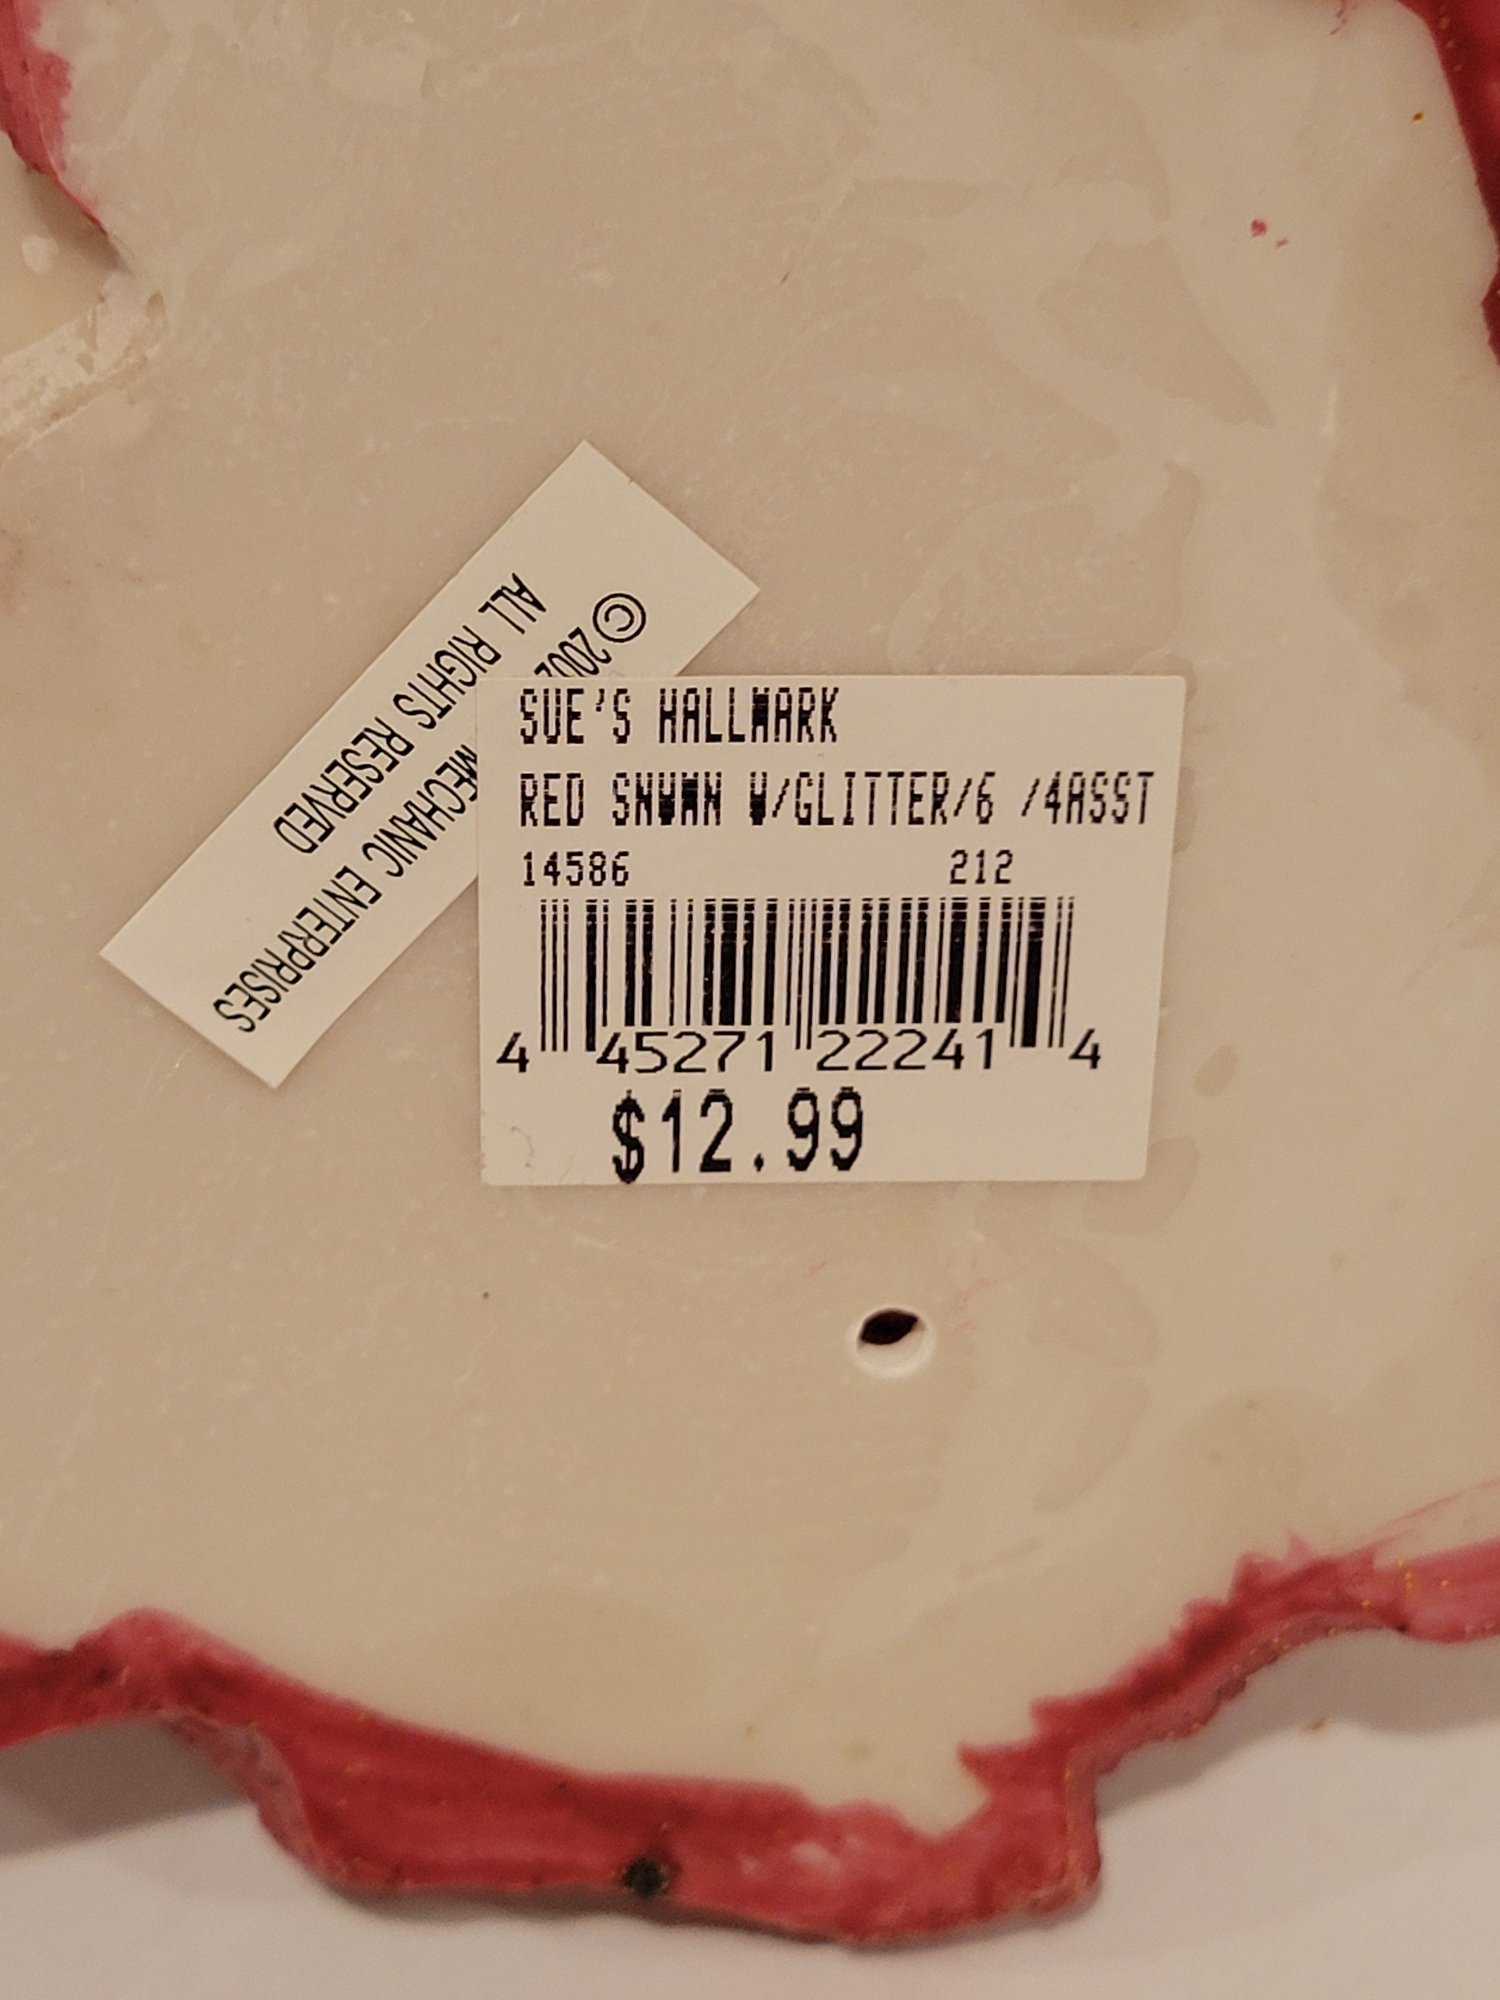 © 2002 MECHANIC ENTERPRISES
ALL RIGHTS RESERVED
SUE'S HALLMARK
RED SNWMN W/GLITTER/6 /4ASST
14586 212
4 45271 22241 4
$12.99